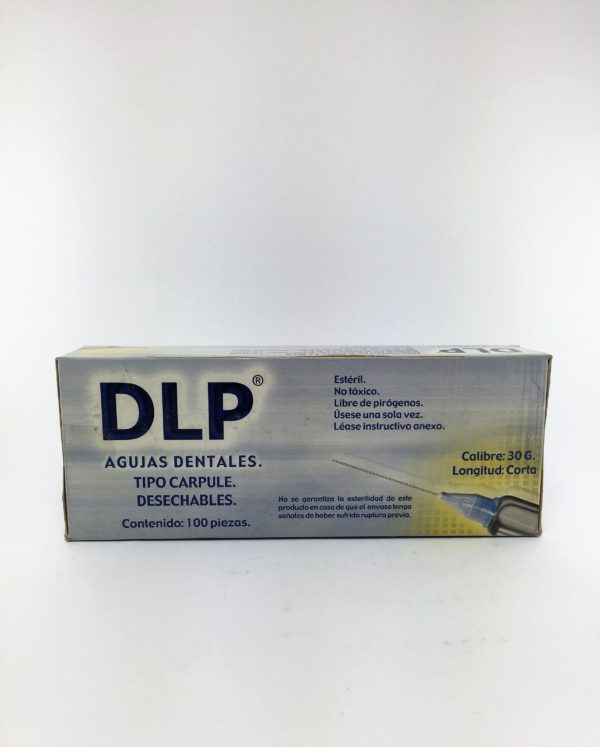 DLP
DLP®
AGUJAS DENTALES.
TIPO CARPULE.
DESECHABLES.
Contenido: 100 piezas.
Estéril.
No tóxico.
Libre de pirógenos.
Úsese una sola vez.
Léase instructivo anexo.
Calibre: 30 G.
Longitud: Corta
No se garantiza la esterilidad de este
producto en caso de que el envase tenga
señales de haber sufrido ruptura previa.